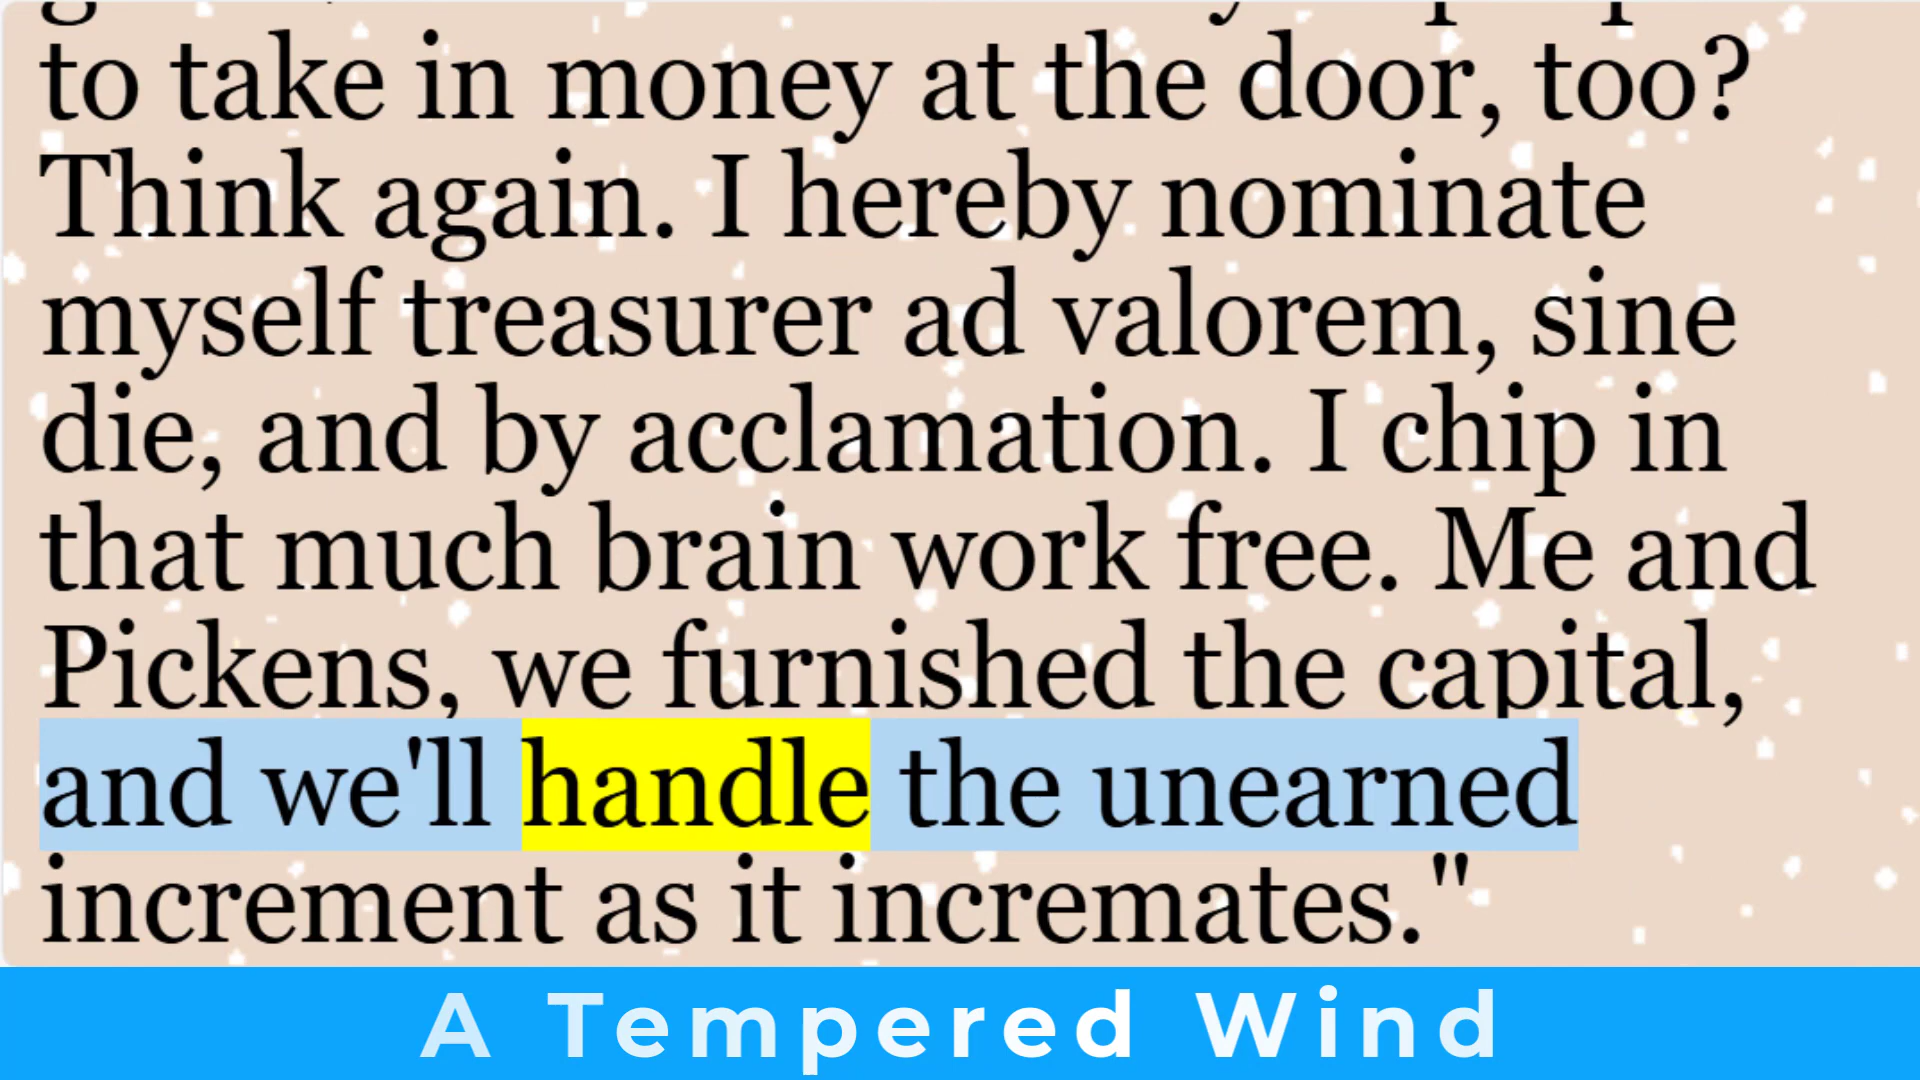 to take in money at the door, too?
Think again. I hereby nominate
myself treasurer ad valorem, sine
die, and by acclamation. I chip in
that much brain work free. Me and
Pickens, we furnished the capital,
and we'll handle the unearned
increment as it incremates."
A Tempered Wind